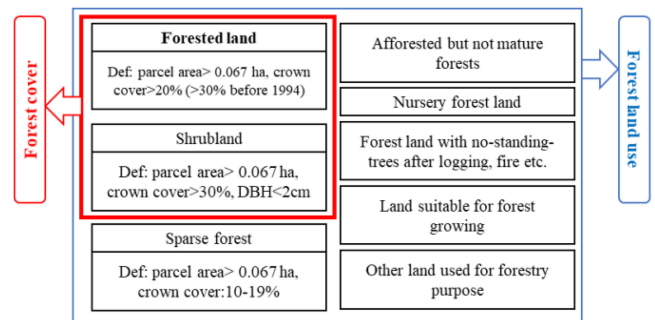 Forest cover
Forested land
Def: parcel area> 0.067 ha, crown
cover>20% (>30% before 1994)
Shrubland
Def: parcel area> 0.067 ha,
crown cover>30%, DBH<2cm
Sparse forest
Def: parcel area> 0.067 ha,
crown cover:10-19%
Afforested but not mature
forests
Nursery forest land
Forest land with no-standing-
trees after logging, fire etc.
Land suitable for forest
growing
Other land used for forestry
purpose
Forest land use